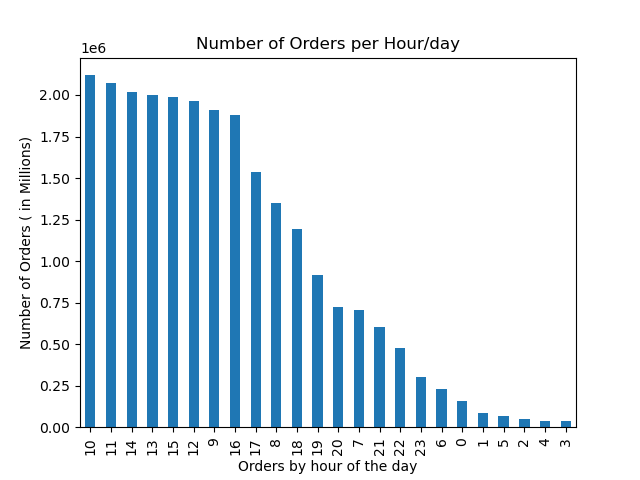 Number of Orders per Hour/day
1e6
2.00
1.75
1.50
1.25
1.00
0.75
0.50
0.25
0.00
Number of Orders ( in Millions)
10 11 14 13 15 12 9 16 17 8 18 19 20 7 21 22 23 6 0 1 5 2 4 3
Orders by hour of the day